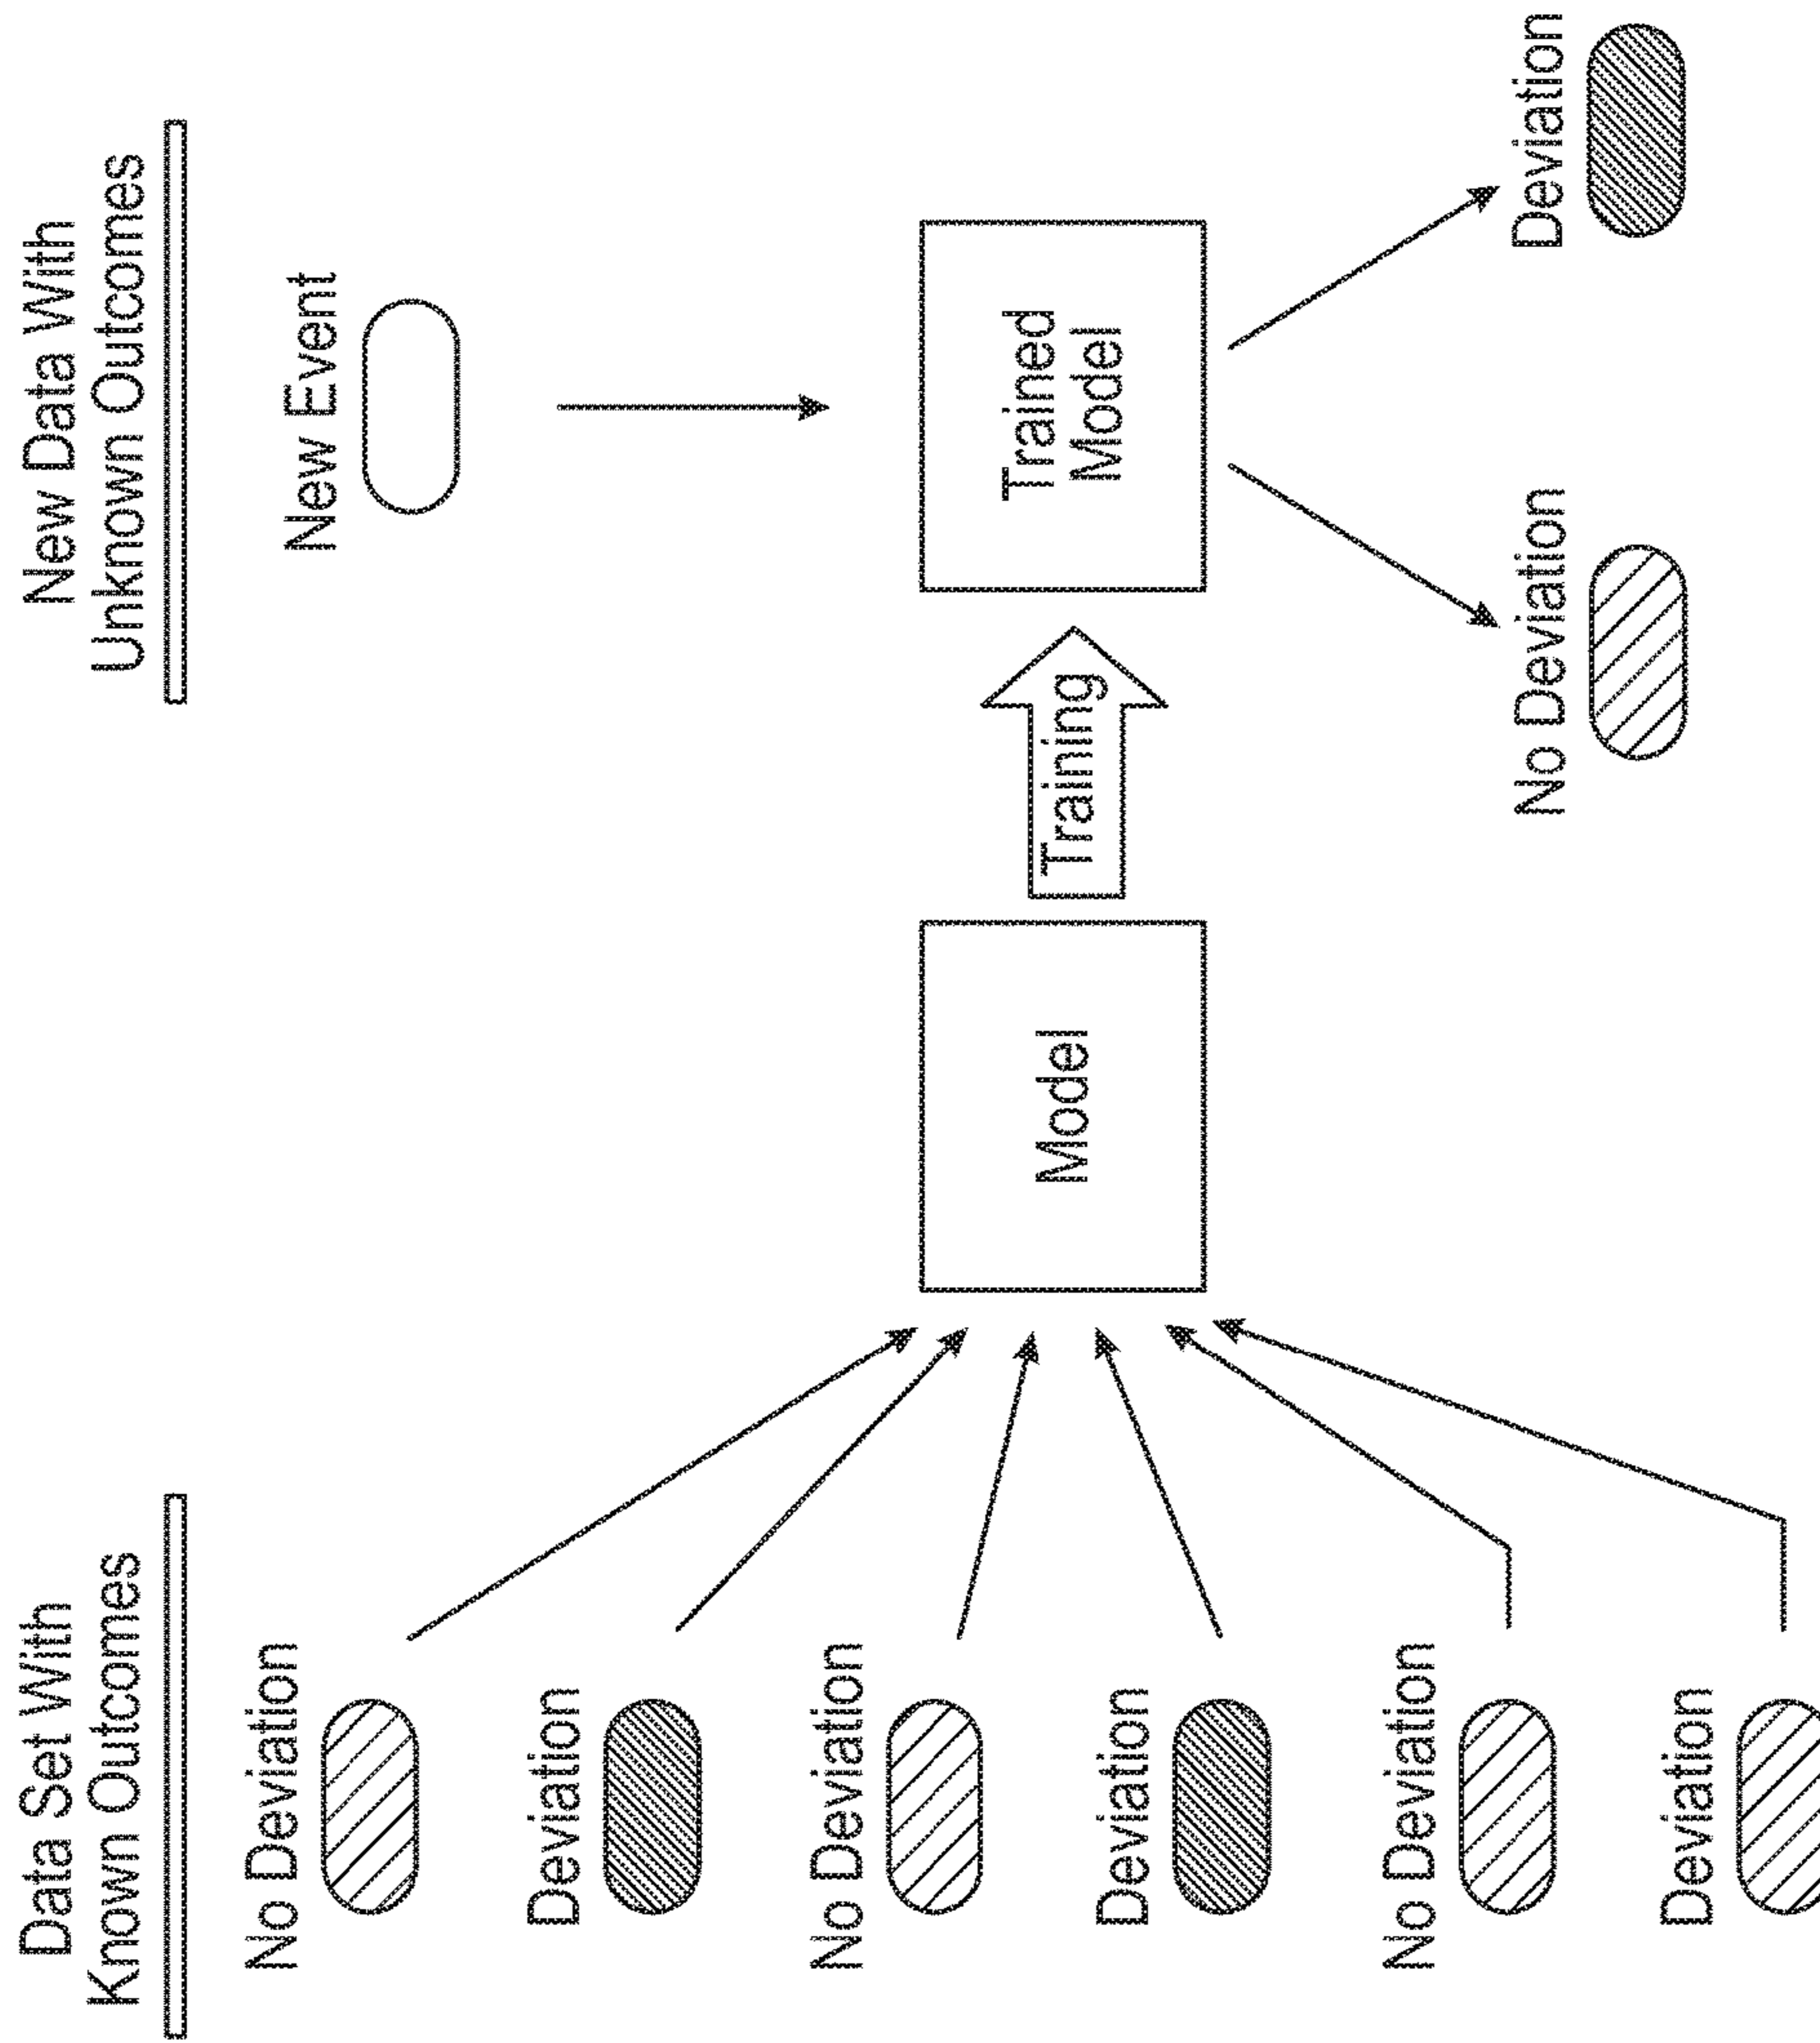 Data Set With
Known Outcomes
No Deviation
Deviation
No Deviation
Deviation
No Deviation
Deviation
Model
Training
New Data With
Unknown Outcomes
New Event
Trained
Model
No Deviation
Deviation